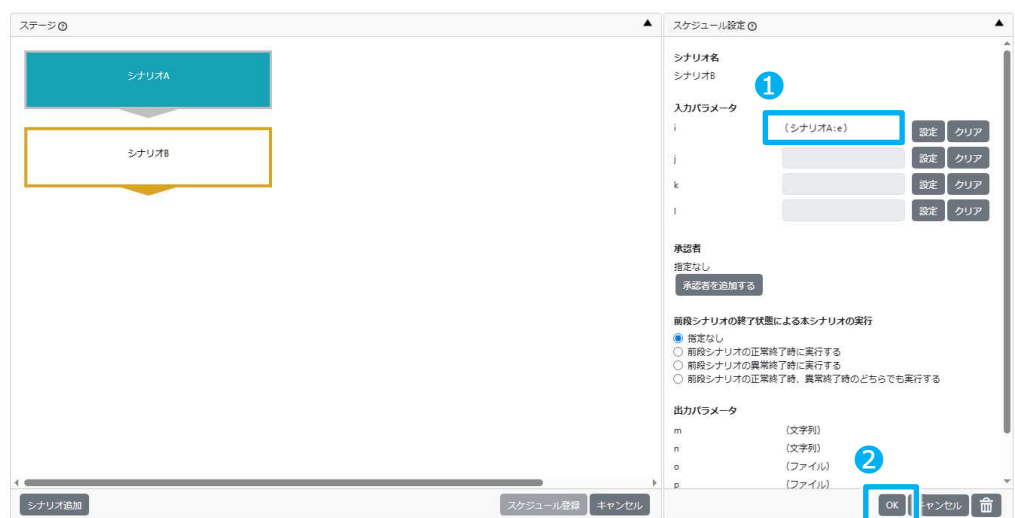 ステージ
シナリオA
シナリオB
シナリオ追加
スケジュール登録 キャンセル
スケジュール設定
シナリオ名
シナリオB
1
入力パラメータ
i (シナリオA:e) 設定 クリア
j 設定 クリア
k 設定 クリア
l 設定 クリア
承認者
指定なし
承認者を追加する
前段シナリオの終了状態による本シナリオの実行
指定なし
前段シナリオの正常終了時に実行する
前段シナリオの異常終了時に実行する
前段シナリオの正常終了時、異常終了時のどちらでも実行する
出力パラメータ
m (文字列)
n (文字列)
o (ファイル)
p (ファイル)
2
OK キャンセル